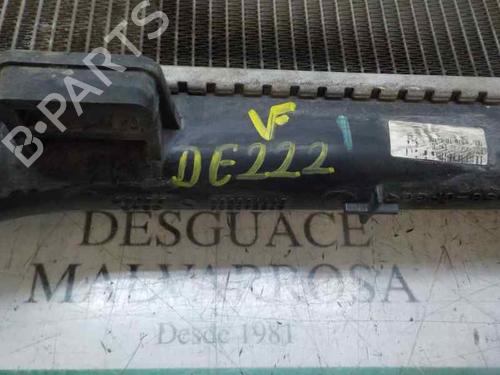 B-PARTS
VF
DE222
DESGUACE
MALVARROSA
Desde 1981